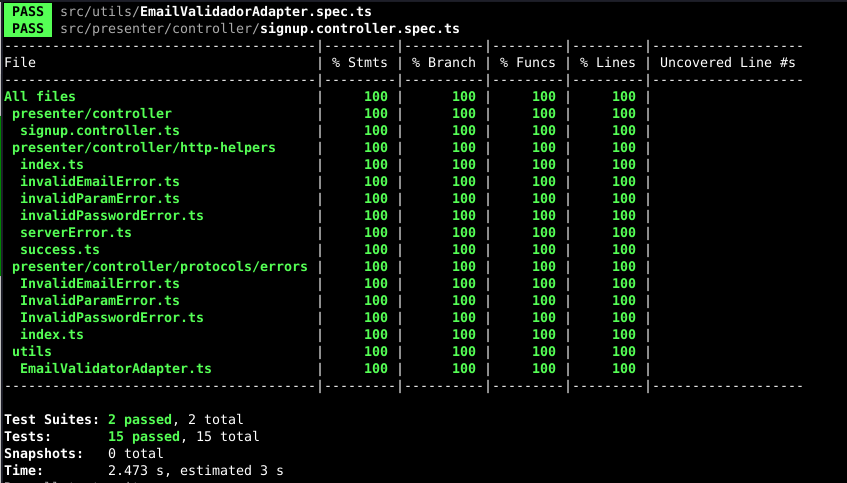 PASS src/utils/EmailValidadorAdapter.spec.ts
PASS src/presenter/controller/signup.controller.spec.ts
---------------------------------------|---------|----------|---------|---------|-------------------
File | % Stmts | % Branch | % Funcs | % Lines | Uncovered Line #s
---------------------------------------|---------|----------|---------|---------|-------------------
All files | 100 | 100 | 100 | 100 |
presenter/controller | 100 | 100 | 100 | 100 |
signup.controller.ts | 100 | 100 | 100 | 100 |
presenter/controller/http-helpers | 100 | 100 | 100 | 100 |
index.ts | 100 | 100 | 100 | 100 |
invalidEmailError.ts | 100 | 100 | 100 | 100 |
invalidParamError.ts | 100 | 100 | 100 | 100 |
invalidPasswordError.ts | 100 | 100 | 100 | 100 |
serverError.ts | 100 | 100 | 100 | 100 |
success.ts | 100 | 100 | 100 | 100 |
presenter/controller/protocols/errors | 100 | 100 | 100 | 100 |
InvalidEmailError.ts | 100 | 100 | 100 | 100 |
InvalidParamError.ts | 100 | 100 | 100 | 100 |
InvalidPasswordError.ts | 100 | 100 | 100 | 100 |
index.ts | 100 | 100 | 100 | 100 |
utils | 100 | 100 | 100 | 100 |
EmailValidatorAdapter.ts | 100 | 100 | 100 | 100 |
---------------------------------------|---------|----------|---------|---------|-------------------
Test Suites: 2 passed, 2 total
Tests: 15 passed, 15 total
Snapshots: 0 total
Time: 2.473 s, estimated 3 s